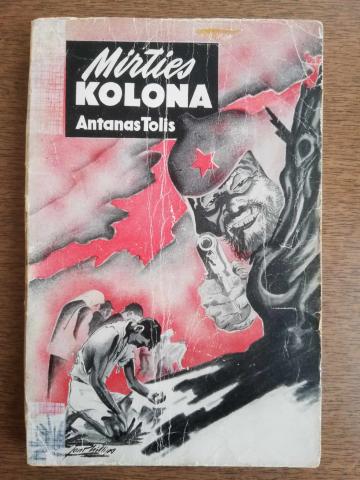 Mirties
KOLONA
Antanas Tolis